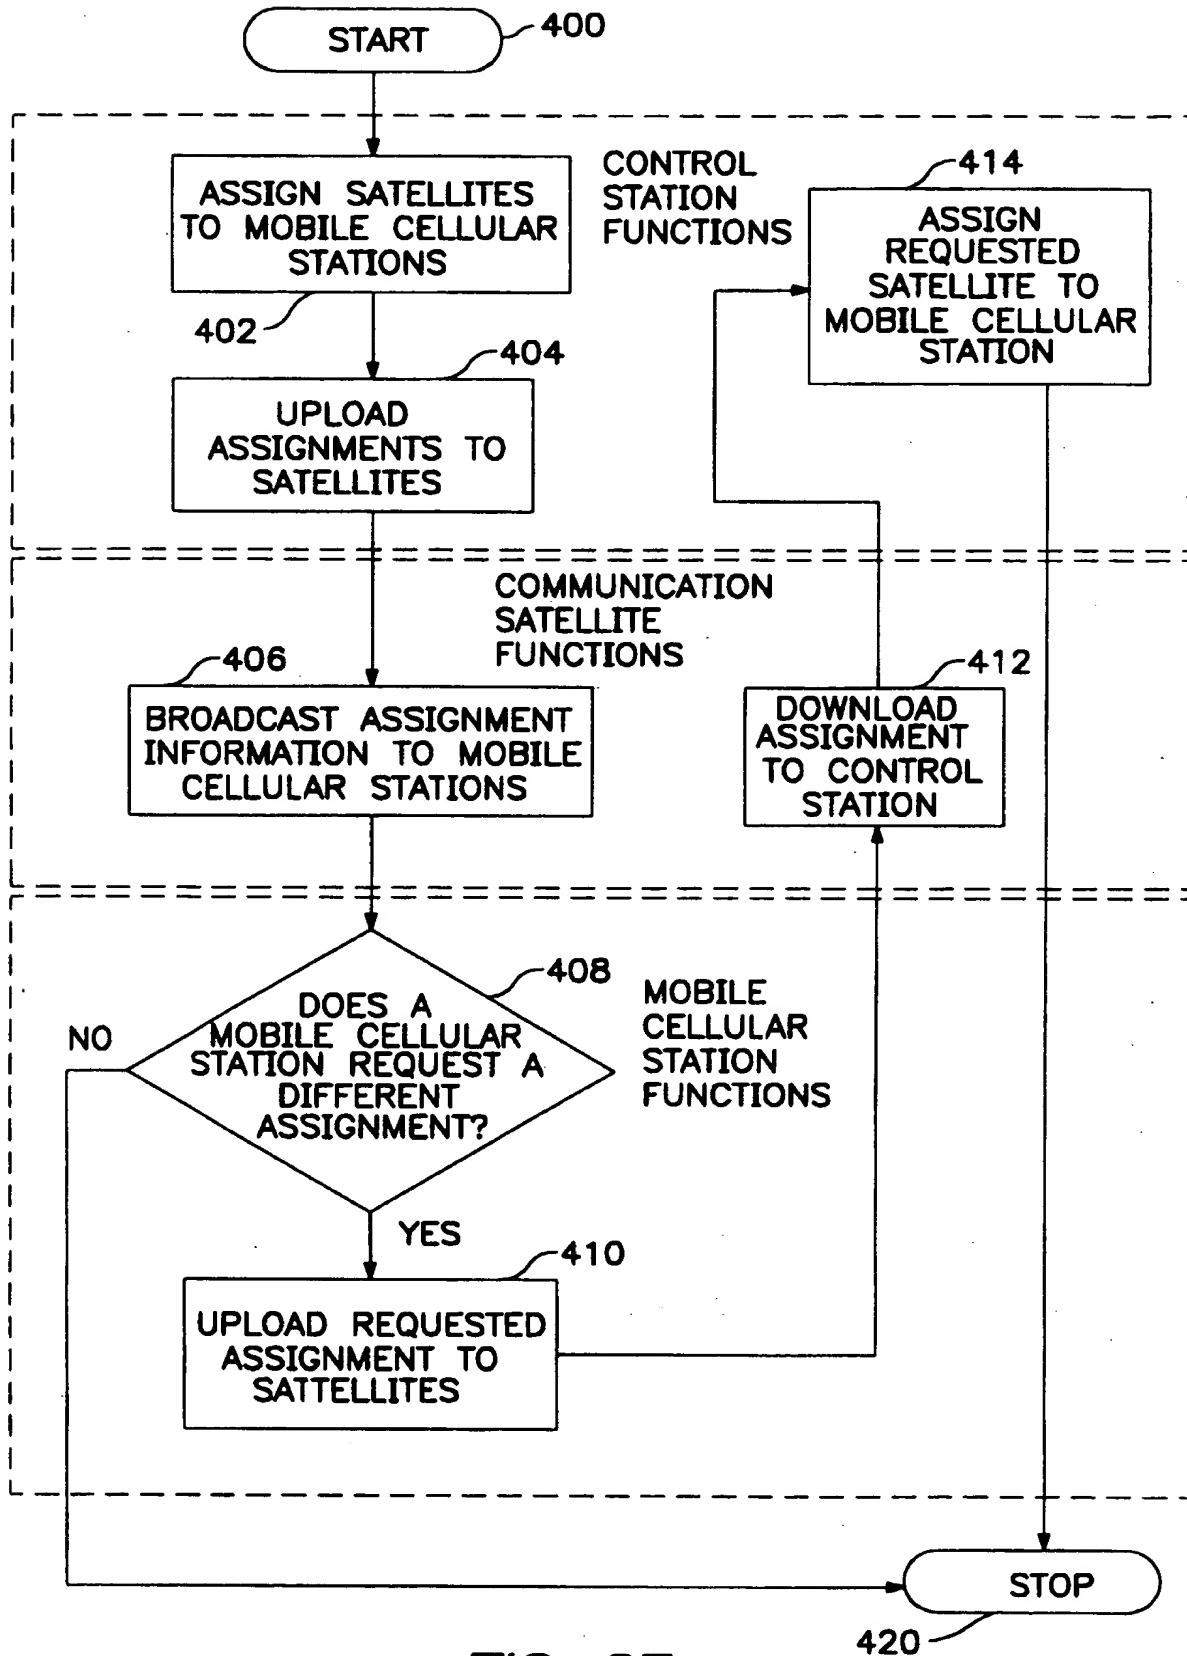 START
400
ASSIGN SATELLITES
TO MOBILE CELLULAR
STATIONS
402
CONTROL
STATION
FUNCTIONS
414
ASSIGN
REQUESTED
SATELLITE TO
MOBILE CELLULAR
STATION
404
UPLOAD
ASSIGNMENTS TO
SATELLITES
COMMUNICATION
SATELLITE
FUNCTIONS
406
BROADCAST ASSIGNMENT
INFORMATION TO MOBILE
CELLULAR STATIONS
412
DOWNLOAD
ASSIGNMENT
TO CONTROL
STATION
408
DOES A
MOBILE CELLULAR
STATION REQUEST A
DIFFERENT
ASSIGNMENT?
NO
MOBILE
CELLULAR
STATION
FUNCTIONS
YES
410
UPLOAD REQUESTED
ASSIGNMENT TO
SATTELLITES
STOP
420